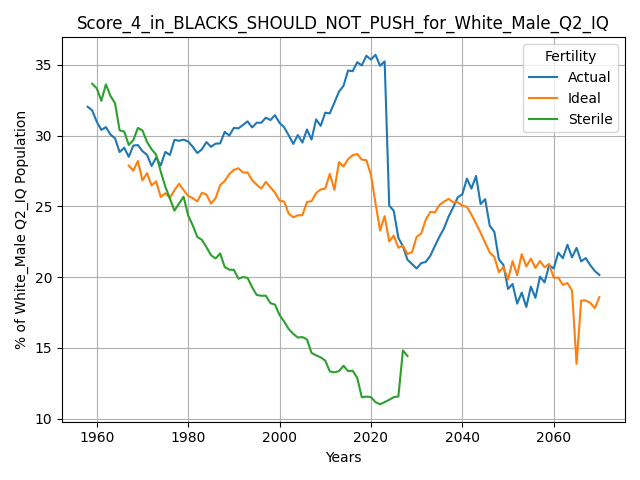 Score_4_in_BLACKS_SHOULD_NOT_PUSH_for_White_Male_Q2_IQ
Fertility
Actual
Ideal
Sterile
% of White_Male Q2_IQ Population
35
30
25
20
15
10
1960
1980
2000
2020
2040
2060
Years